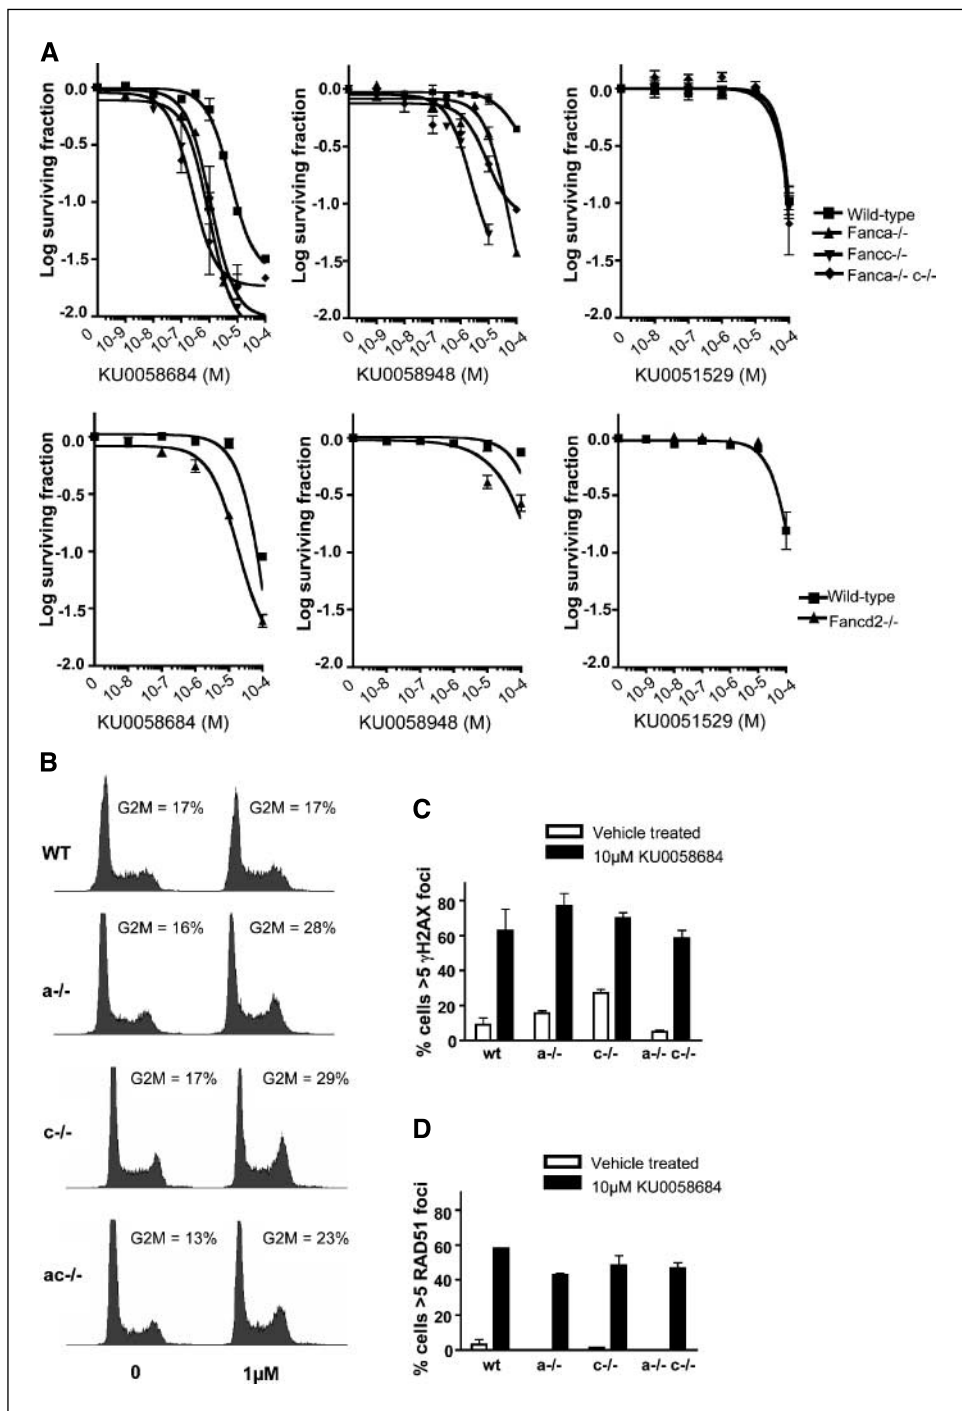 A
Log surviving fraction
0.0
-0.5
-1.0
-1.5
-2.0
0 10-9 10-8 10-7 10-6 10-5 10-4
KU0058684 (M)
Log surviving fraction
0.0
-0.5
-1.0
-1.5
-2.0
0 10-9 10-8 10-7 10-6 10-5 10-4
KU0058948 (M)
Log surviving fraction
0.0
-0.5
-1.0
-1.5
-2.0
0 10-9 10-8 10-7 10-6 10-5 10-4
KU0051529 (M)
Wild-type
Fanca-/-
Fancc-/-
Fanca-/- c-/-
Log surviving fraction
0.0
-0.5
-1.0
-1.5
-2.0
0 10-8 10-7 10-6 10-5 10-4
KU0058684 (M)
Log surviving fraction
0.0
-0.5
-1.0
-1.5
-2.0
0 10-8 10-7 10-6 10-5 10-4
KU0058948 (M)
Log surviving fraction
0.0
-0.5
-1.0
-1.5
-2.0
0 10-9 10-8 10-7 10-6 10-5 10-4
KU0051529 (M)
Wild-type
Fancd2-/-
B
WT
G2M = 17% G2M = 17%
a-/-
G2M = 16% G2M = 28%
c-/-
G2M = 17% G2M = 29%
ac-/-
G2M = 13% G2M = 23%
0 1µM
C
Vehicle treated
10µM KU0058684
% cells >5 γH2AX foci
80
60
40
20
0
wt a-/- c-/- a-/- c-/-
D
Vehicle treated
10µM KU0058684
% cells >5 RAD51 foci
80
60
40
20
0
wt a-/- c-/- a-/- c-/-